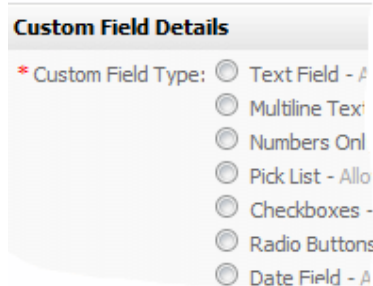 Custom Field Details
* Custom Field Type: Text Field - A
Multiline Text
Numbers Onl
Pick List - Allo
Checkboxes -
Radio Buttons
Date Field - A